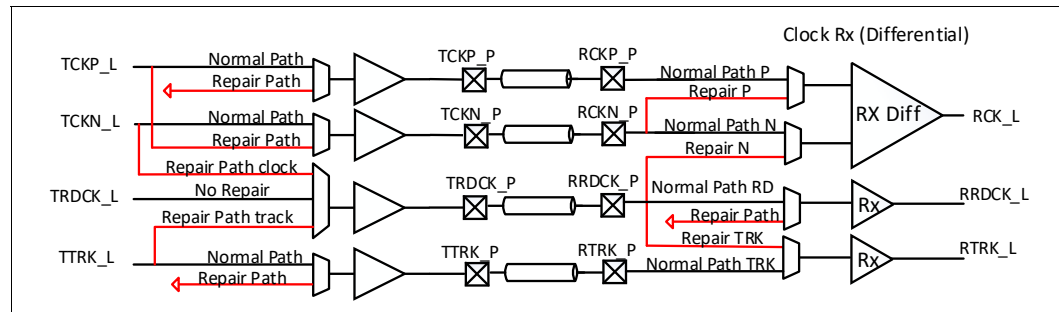 Clock Rx (Differential)
TCKP_L
Normal Path
Repair Path
TCKP_P
RCKP_P
Normal Path P
Repair P
TCKN_L
Normal Path
Repair Path
TCKN_P
RCKN_P
Normal Path N
Repair N
RX Diff
RCK_L
Repair Path clock
TRDCK_L
No Repair
Repair Path track
TRDCK_P
RRDCK_P
Normal Path RD
Repair Path
Rx
RRDCK_L
TTRK_L
Normal Path
Repair Path
TTRK_P
RTRK_P
Repair TRK
Normal Path TRK
Rx
RTRK_L